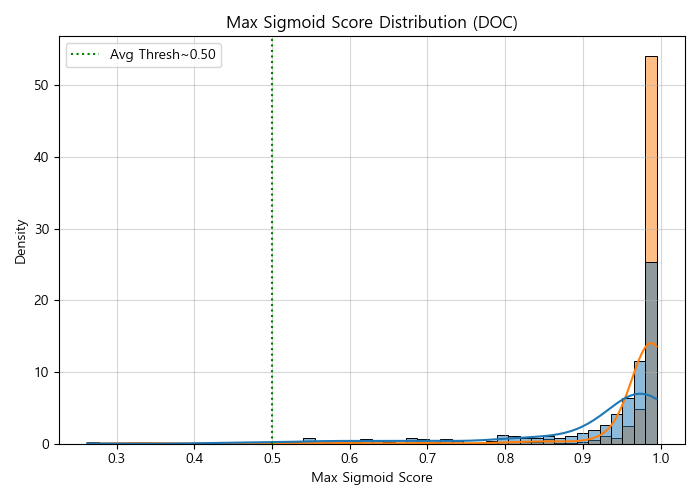 Max Sigmoid Score Distribution (DOC)
Avg Thresh~0.50
Density
50
40
30
20
10
0
0.3 0.4 0.5 0.6 0.7 0.8 0.9 1.0
Max Sigmoid Score